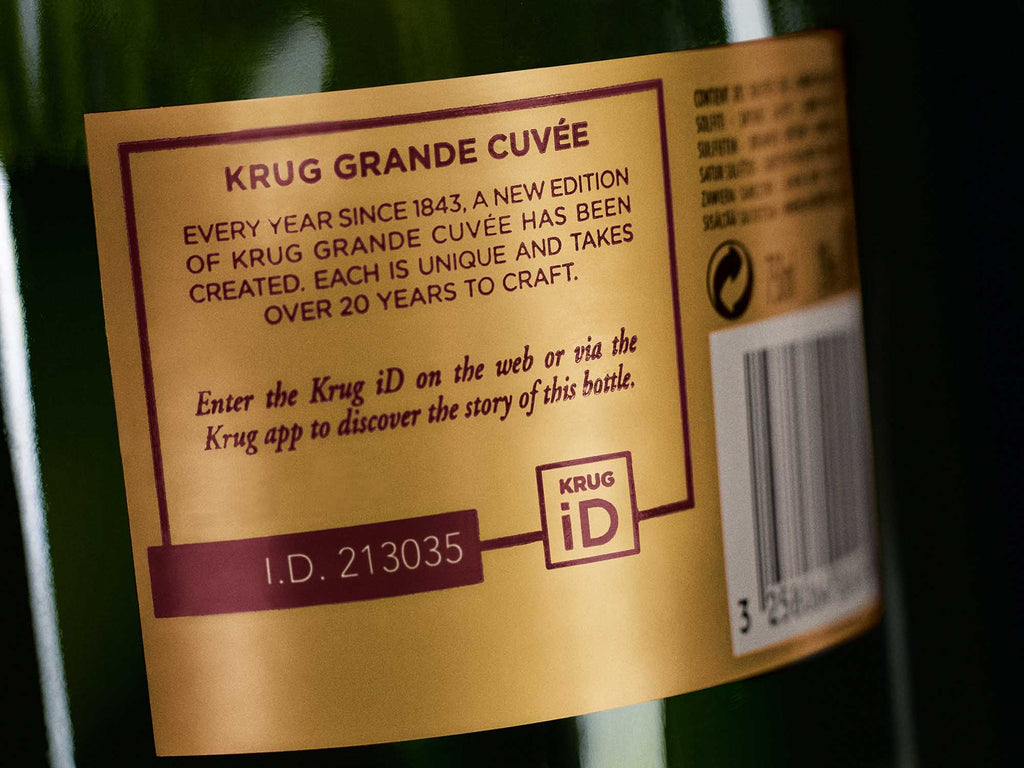 KRUG GRANDE CUVÉE
EVERY YEAR SINCE 1843, A NEW EDITION
OF KRUG GRANDE CUVÉE HAS BEEN
CREATED. EACH IS UNIQUE AND TAKES
OVER 20 YEARS TO CRAFT.
Enter the Krug iD on the web or via the
Krug app to discover the story of this bottle.
KRUG
iD
I.D. 213035
3